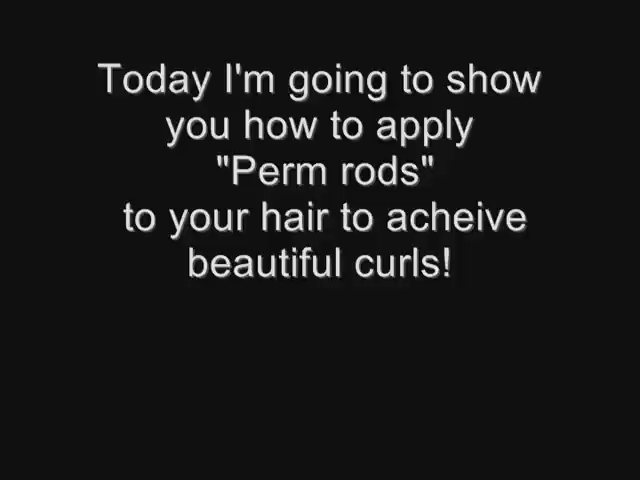 Today I'm going to show
you how to apply
"Perm rods"
to your hair to acheive
beautiful curls!